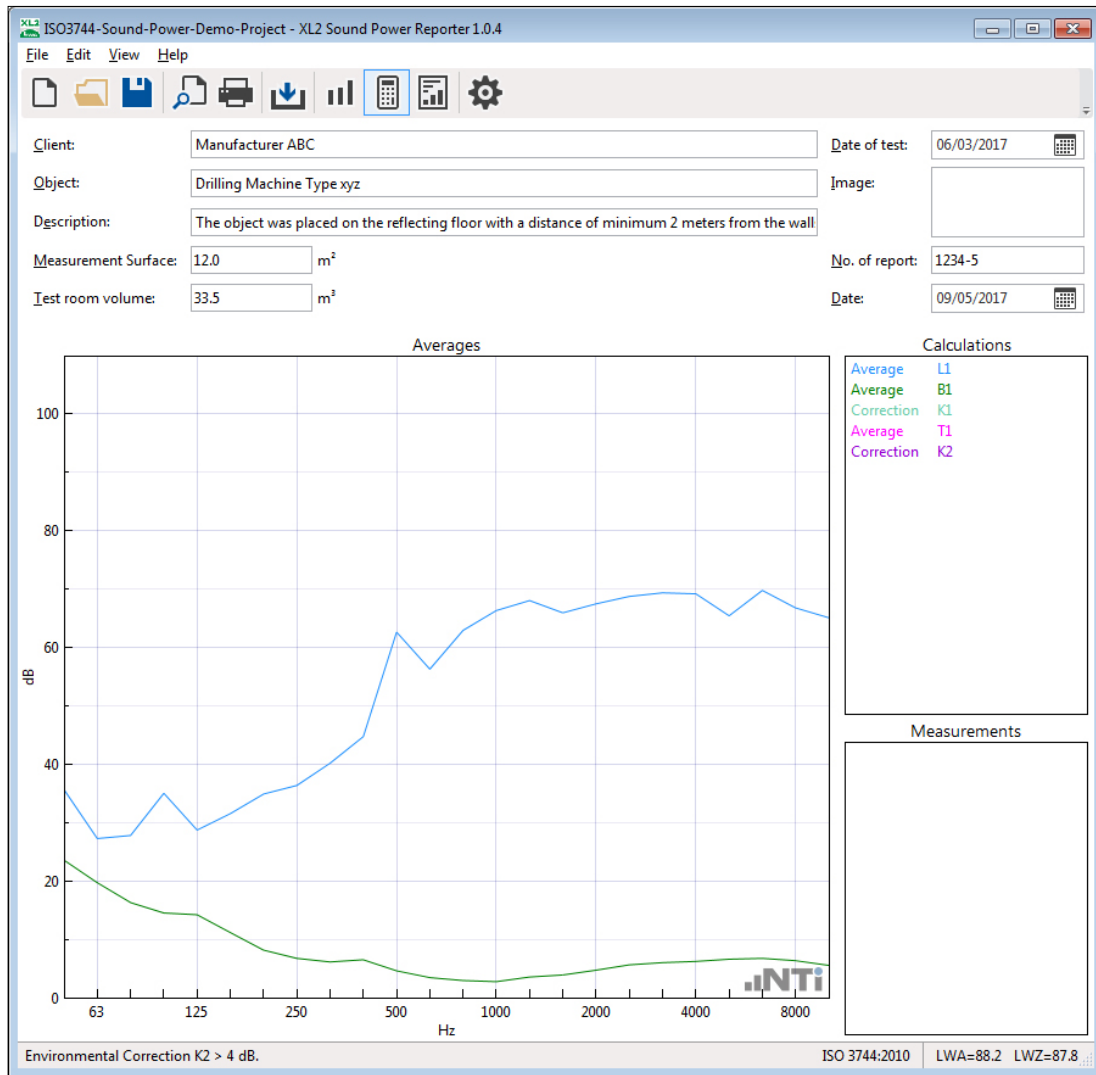 XL2
ISO3744-Sound-Power-Demo-Project - XL2 Sound Power Reporter 1.0.4
File Edit View Help
Client: Manufacturer ABC Date of test: 06/03/2017
Object: Drilling Machine Type xyz Image:
Description: The object was placed on the reflecting floor with a distance of minimum 2 meters from the wall
Measurement Surface: 12.0 m² No. of report: 1234-5
Test room volume: 33.5 m³ Date: 09/05/2017
Averages
100
80
60
40
20
0
dB
63 125 250 500 1000 2000 4000 8000
Hz
NTi
Calculations
Average L1
Average B1
Correction K1
Average T1
Correction K2
Measurements
Environmental Correction K2 > 4 dB. ISO 3744:2010 LWA=88.2 LWZ=87.8